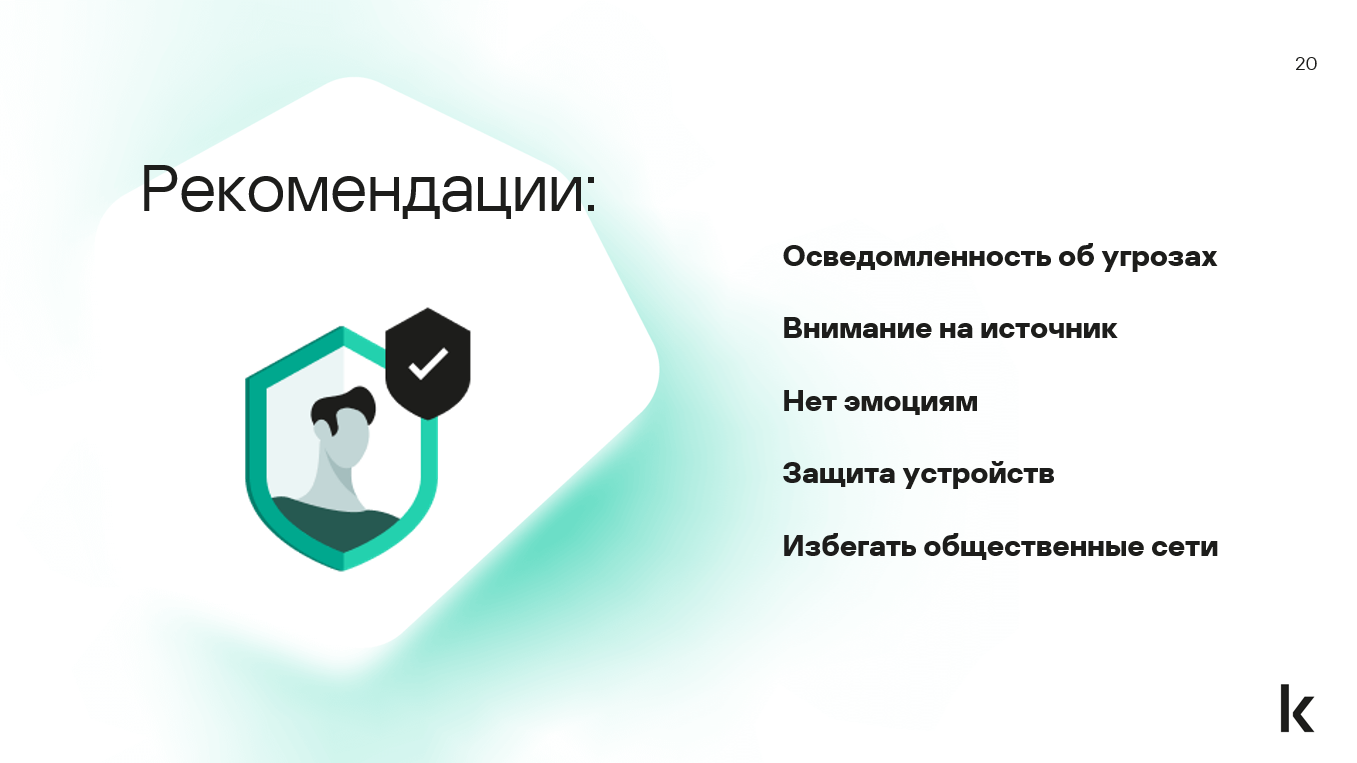 20
Рекомендации:
Осведомленность об угрозах
Внимание на источник
Нет эмоциям
Защита устройств
Избегать общественные сети
k